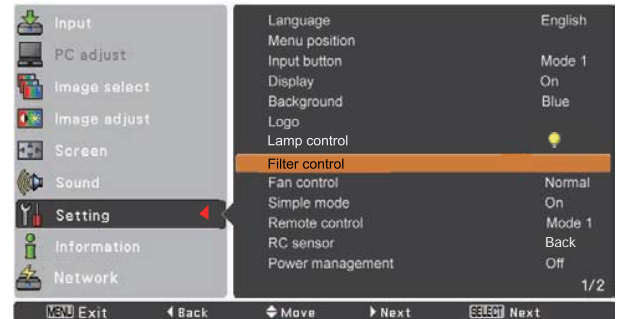 Input
PC adjust
Image select
Image adjust
Screen
Sound
Setting
Information
Network
Language English
Menu position
Input button Mode 1
Display On
Background Blue
Logo
Lamp control
Filter control
Fan control Normal
Simple mode On
Remote control Mode 1
RC sensor Back
Power management Off
1/2
MENU Exit Back Move Next SELECT Next